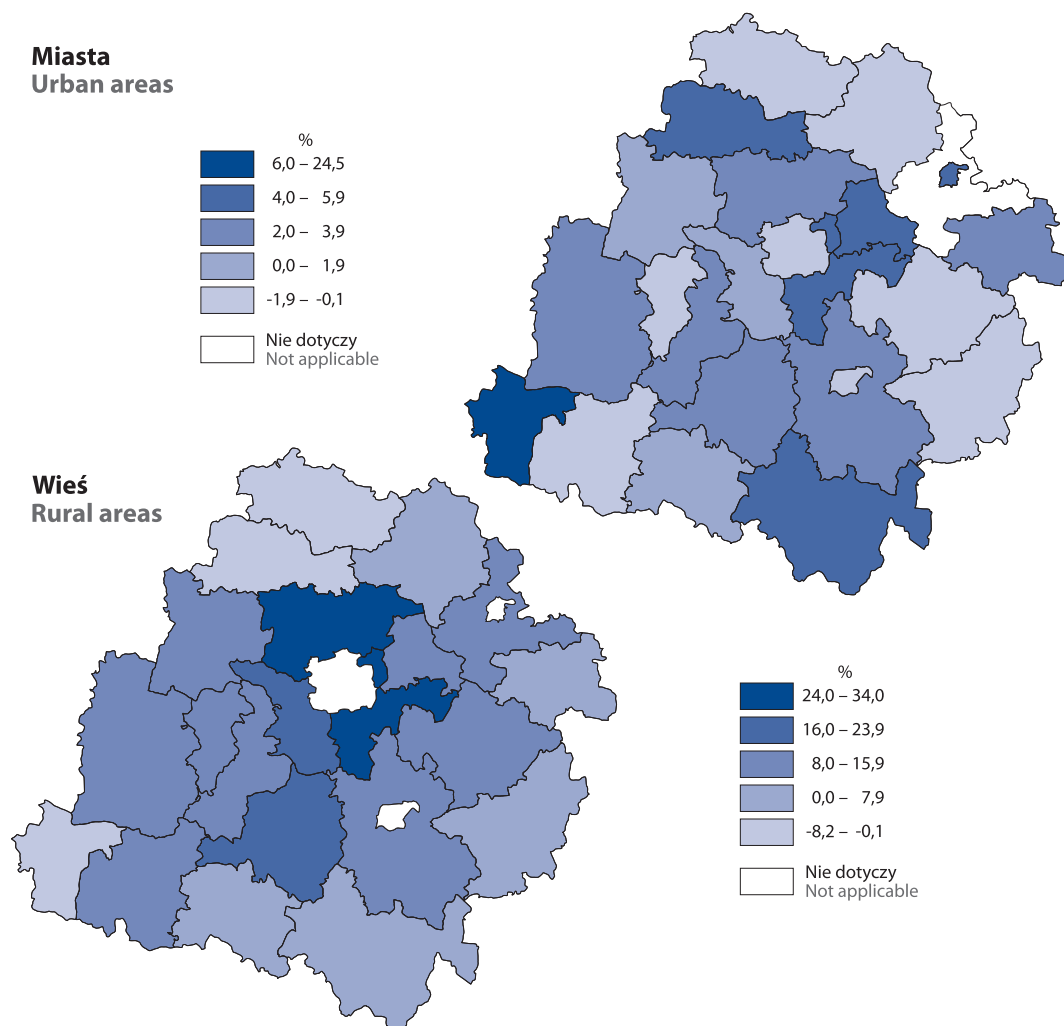 Miasta
Urban areas
%
6,0 – 24,5
4,0 – 5,9
2,0 – 3,9
0,0 – 1,9
-1,9 – -0,1
Nie dotyczy
Not applicable
Wieś
Rural areas
%
24,0 – 34,0
16,0 – 23,9
8,0 – 15,9
0,0 – 7,9
-8,2 – -0,1
Nie dotyczy
Not applicable